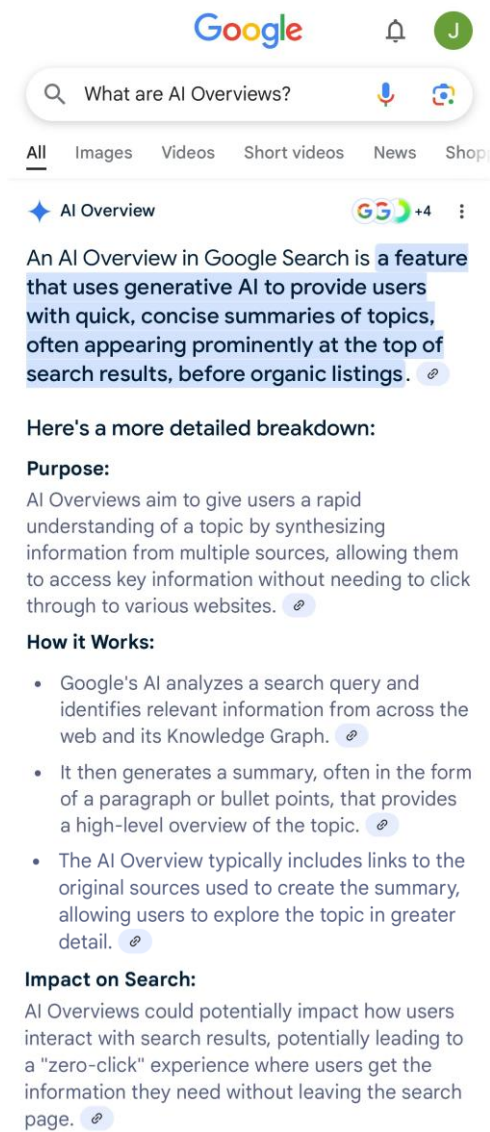 Google
J
What are AI Overviews?
All Images Videos Short videos News Shop
AI Overview
+4
An AI Overview in Google Search is a feature
that uses generative AI to provide users
with quick, concise summaries of topics,
often appearing prominently at the top of
search results, before organic listings.
Here's a more detailed breakdown:
Purpose:
AI Overviews aim to give users a rapid
understanding of a topic by synthesizing
information from multiple sources, allowing them
to access key information without needing to click
through to various websites.
How it Works:
• Google's AI analyzes a search query and
identifies relevant information from across the
web and its Knowledge Graph.
• It then generates a summary, often in the form
of a paragraph or bullet points, that provides
a high-level overview of the topic.
• The AI Overview typically includes links to the
original sources used to create the summary,
allowing users to explore the topic in greater
detail.
Impact on Search:
AI Overviews could potentially impact how users
interact with search results, potentially leading to
a "zero-click" experience where users get the
information they need without leaving the search
page.